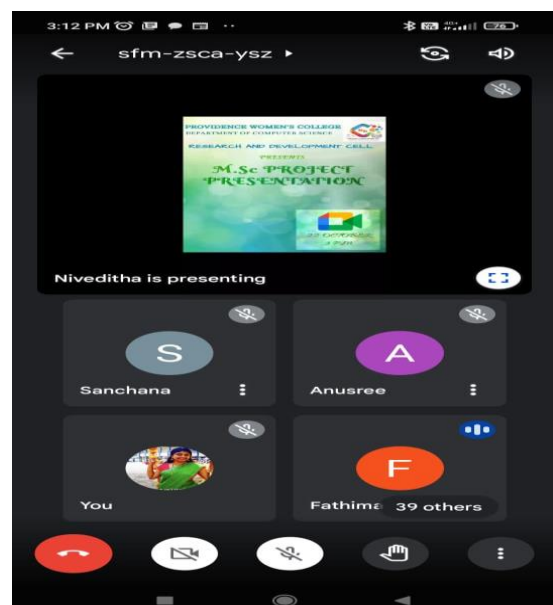 3:12 PM
76
sfm-zsca-ysz
PROVIDENCE WOMEN'S COLLEGE
DEPARTMENT OF COMPUTER SCIENCE
RESEARCH AND DEVELOPMENT CELL
PRESENTS
M.Sc PROJECT
PRESENTATION
Niveditha is presenting
S
A
Sanchana
Anusree
F
You
Fathima
39 others